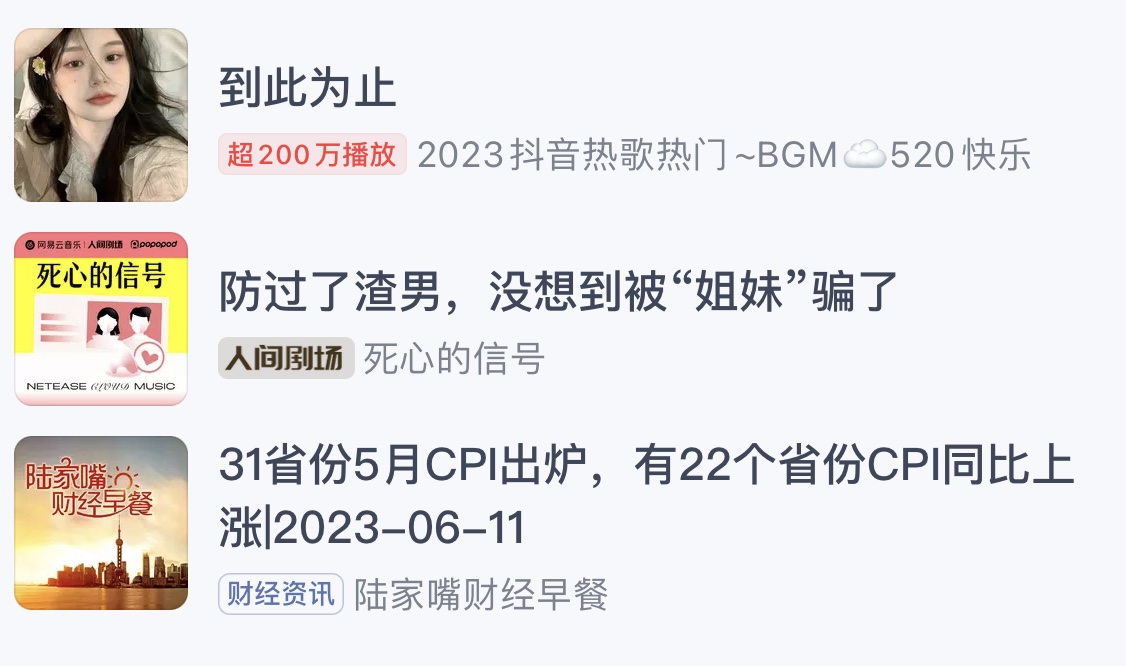 到此为止
超200万播放 2023抖音热歌热门~BGM☁️520快乐
网易云音乐 | 人间剧场 popopod
死心的信号
NETEASE CLOUD MUSIC
防过了渣男，没想到被“姐妹”骗了
人间剧场 死心的信号
陆家嘴
财经早餐
31省份5月CPI出炉，有22个省份CPI同比上
涨|2023-06-11
财经资讯 陆家嘴财经早餐